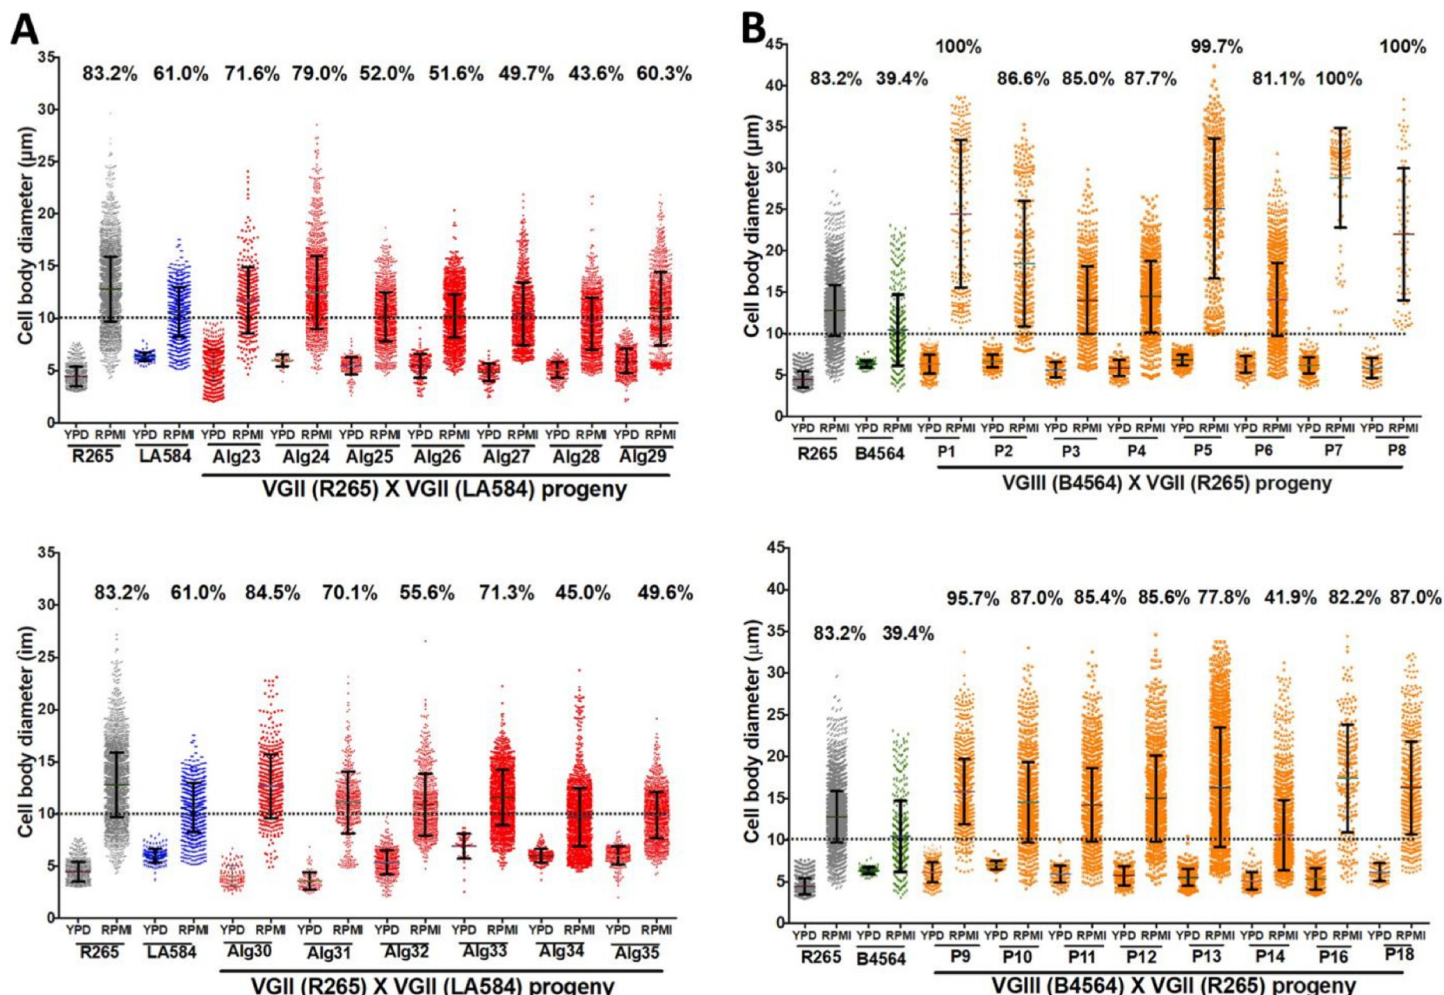 A
35
30
25
20
15
10
5
0
Cell body diameter (µm)
83.2% 61.0% 71.6% 79.0% 52.0% 51.6% 49.7% 43.6% 60.3%
YPD RPMI YPD RPMI YPD RPMI YPD RPMI YPD RPMI YPD RPMI YPD RPMI YPD RPMI YPD RPMI
R265 LA584 Alg23 Alg24 Alg25 Alg26 Alg27 Alg28 Alg29
VGII (R265) X VGII (LA584) progeny
B
45
40
35
30
25
20
15
10
5
0
Cell body diameter (µm)
100% 99.7% 100%
83.2% 39.4% 86.6% 85.0% 87.7% 81.1% 100%
YPD RPMI YPD RPMI YPD RPMI YPD RPMI YPD RPMI YPD RPMI YPD RPMI YPD RPMI YPD RPMI YPD RPMI
R265 B4564 P1 P2 P3 P4 P5 P6 P7 P8
VGIII (B4564) X VGII (R265) progeny
35
30
25
20
15
10
5
0
Cell body diameter (im)
83.2% 61.0% 84.5% 70.1% 55.6% 71.3% 45.0% 49.6%
YPD RPMI YPD RPMI YPD RPMI YPD RPMI YPD RPMI YPD RPMI YPD RPMI YPD RPMI
R265 LA584 Alg30 Alg31 Alg32 Alg33 Alg34 Alg35
VGII (R265) X VGII (LA584) progeny
45
40
35
30
25
20
15
10
5
0
Cell body diameter (µm)
95.7% 87.0% 85.4% 85.6% 77.8% 41.9% 82.2% 87.0%
83.2% 39.4%
YPD RPMI YPD RPMI YPD RPMI YPD RPMI YPD RPMI YPD RPMI YPD RPMI YPD RPMI YPD RPMI YPD RPMI
R265 B4564 P9 P10 P11 P12 P13 P14 P16 P18
VGIII (B4564) X VGII (R265) progeny